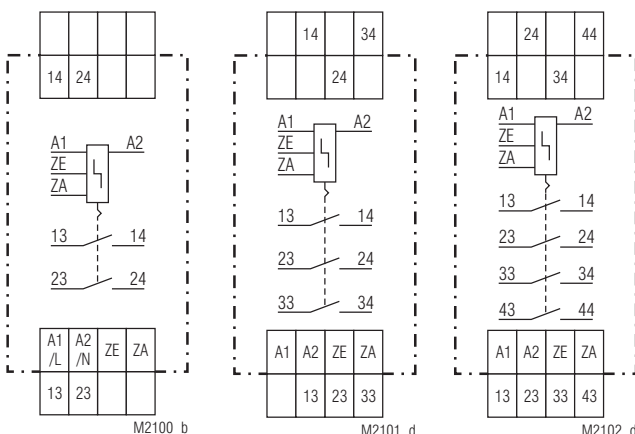 14 24
A1 A2
ZE
ZA
13 14
23 24
A1/L A2/N ZE ZA
13 23
M2100_b
14 34
24
A1 A2
ZE
ZA
13 14
23 24
33 34
A1 A2 ZE ZA
13 23 33
M2101_d
24 44
14 34
A1 A2
ZE
ZA
13 14
23 24
33 34
43 44
A1 A2 ZE ZA
13 23 33 43
M2102_d